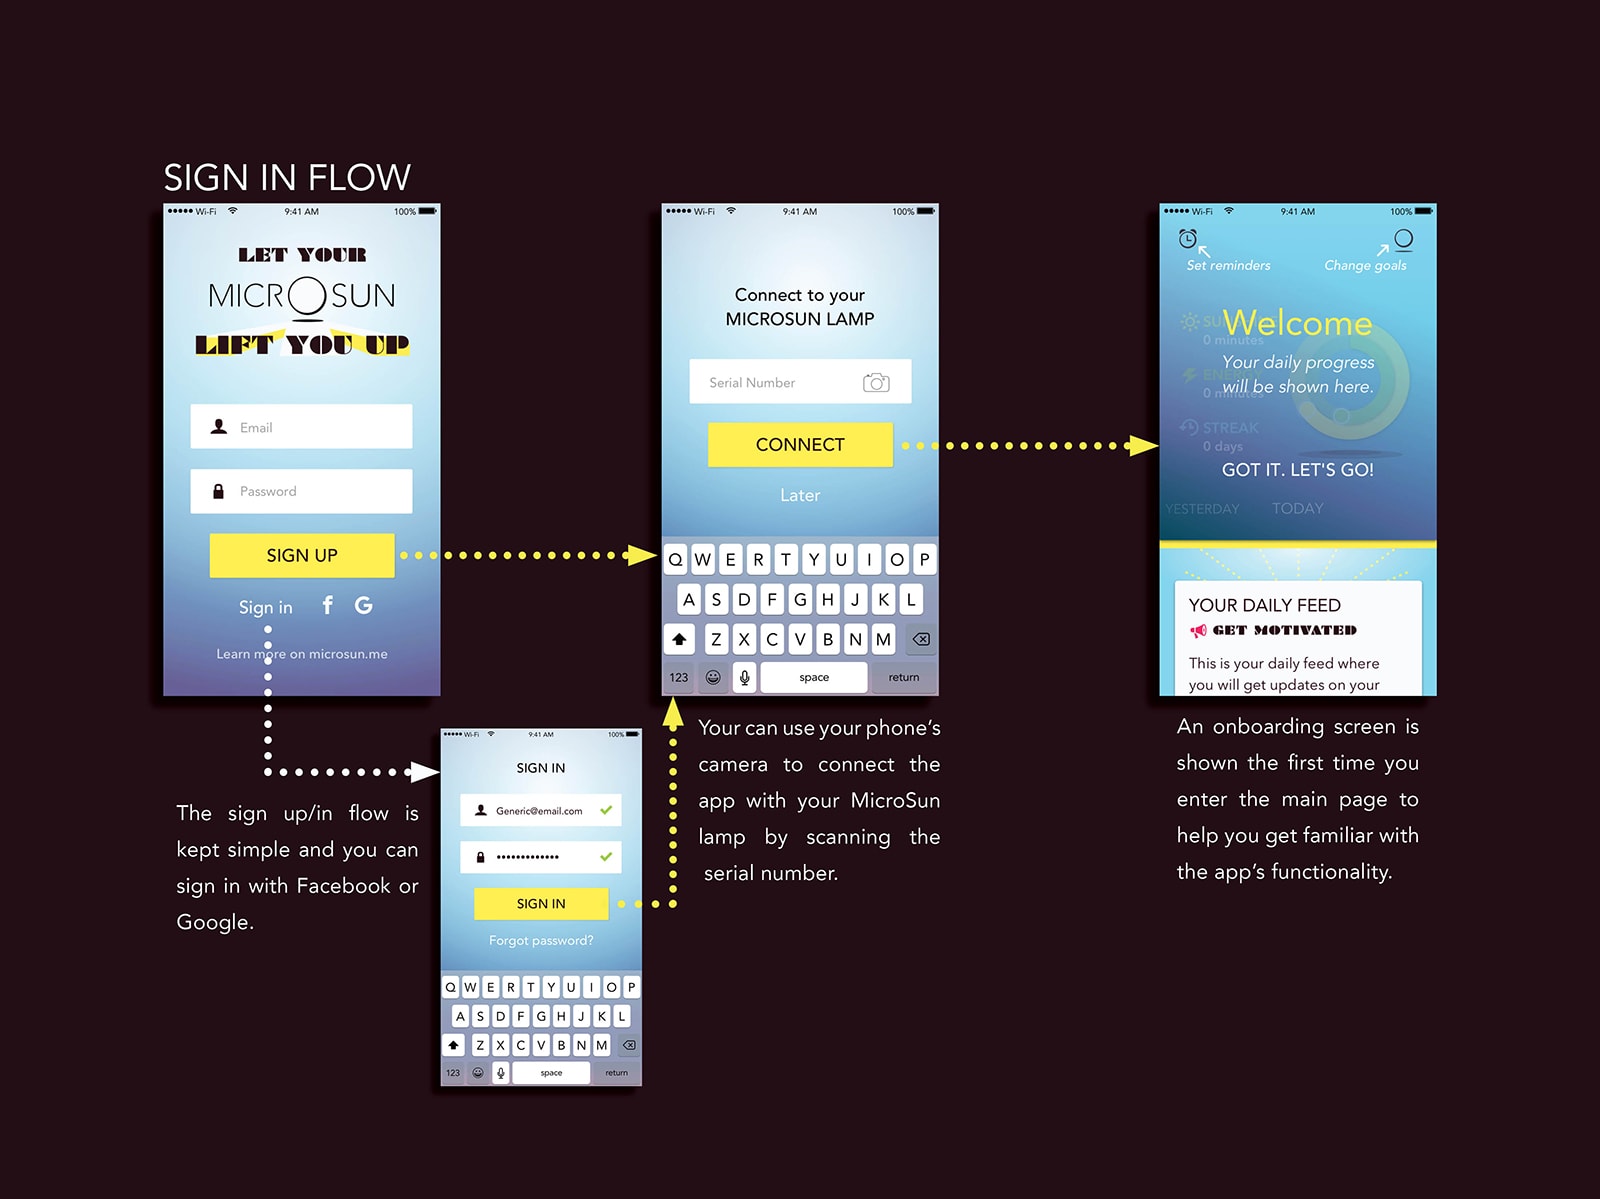 SIGN IN FLOW
Wi-Fi 9:41 AM 100%
LET YOUR
MICROSUN
LIFT YOU UP
Email
Password
SIGN UP
Sign in f G
Learn more on microsun.me
The sign up/in flow is
kept simple and you can
sign in with Facebook or
Google.
Wi-Fi 9:41 AM 100%
SIGN IN
Generic@email.com
SIGN IN
Forgot password?
Q W E R T Y U I O P
A S D F G H J K L
Z X C V B N M
123 space return
Wi-Fi 9:41 AM 100%
Connect to your
MICROSUN LAMP
Serial Number
CONNECT
Later
Q W E R T Y U I O P
A S D F G H J K L
Z X C V B N M
123 space return
Your can use your phone's
camera to connect the
app with your MicroSun
lamp by scanning the
serial number.
Wi-Fi 9:41 AM 100%
Set reminders Change goals
Welcome
0 minutes
Your daily progress
ENERGY
will be shown here.
0 minutes
STREAK
0 days
GOT IT. LET'S GO!
YESTERDAY TODAY
YOUR DAILY FEED
GET MOTIVATED
This is your daily feed where
you will get updates on your
An onboarding screen is
shown the first time you
enter the main page to
help you get familiar with
the app's functionality.